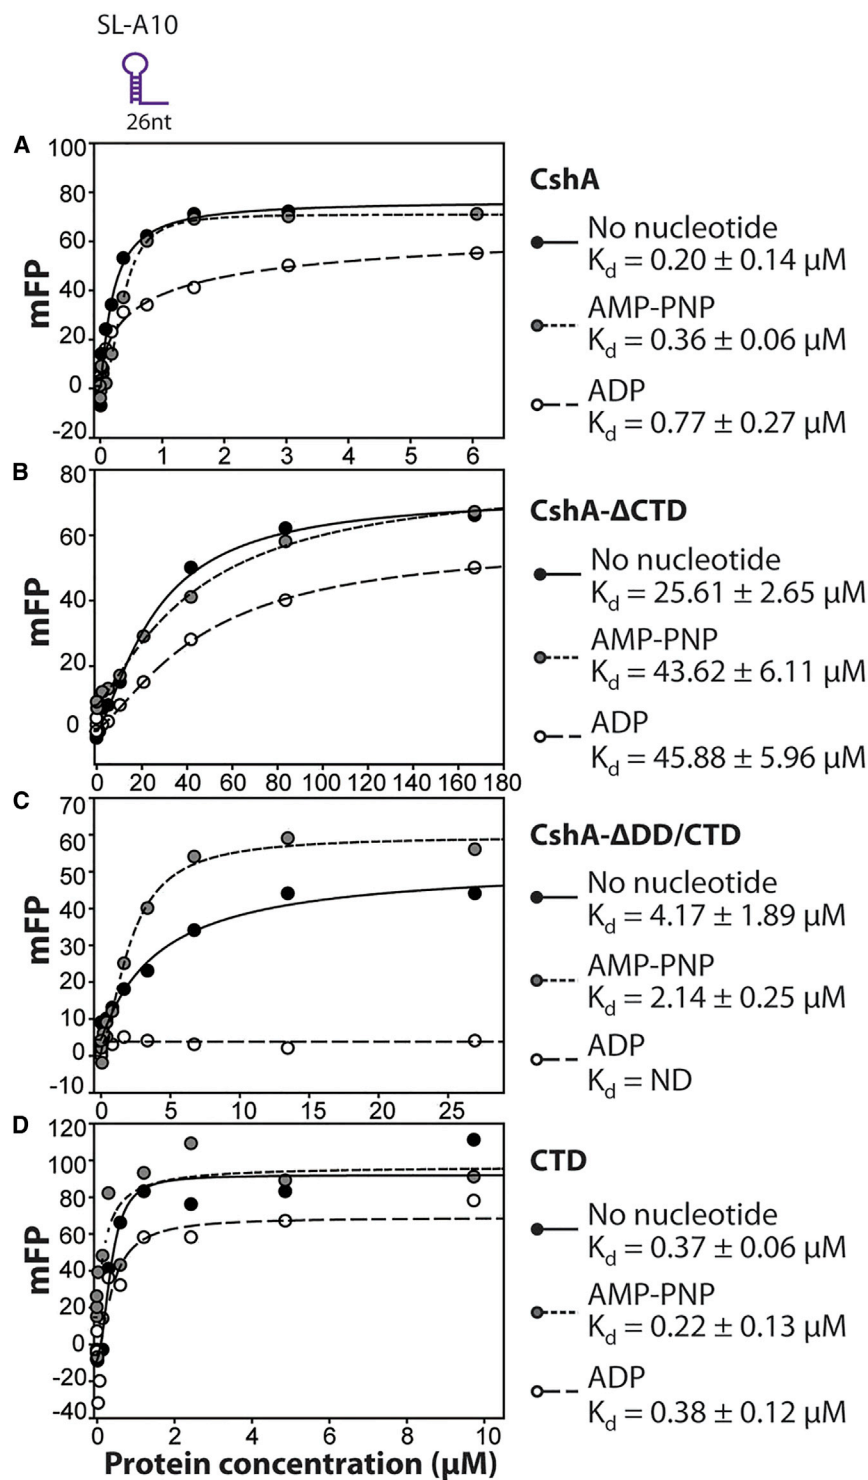 SL-A10
26nt
A
100
80
60
40
20
0
-20
mFP
0 1 2 3 4 5 6
CshA
No nucleotide
Kd = 0.20 ± 0.14 µM
AMP-PNP
Kd = 0.36 ± 0.06 µM
ADP
Kd = 0.77 ± 0.27 µM
B
80
60
40
20
0
mFP
0 20 40 60 80 100 120 140 160 180
CshA-ΔCTD
No nucleotide
Kd = 25.61 ± 2.65 µM
AMP-PNP
Kd = 43.62 ± 6.11 µM
ADP
Kd = 45.88 ± 5.96 µM
C
70
60
50
40
30
20
10
0
-10
mFP
0 5 10 15 20 25
CshA-ΔDD/CTD
No nucleotide
Kd = 4.17 ± 1.89 µM
AMP-PNP
Kd = 2.14 ± 0.25 µM
ADP
Kd = ND
D
120
100
80
60
40
20
0
-20
-40
mFP
0 2 4 6 8 10
Protein concentration (µM)
CTD
No nucleotide
Kd = 0.37 ± 0.06 µM
AMP-PNP
Kd = 0.22 ± 0.13 µM
ADP
Kd = 0.38 ± 0.12 µM